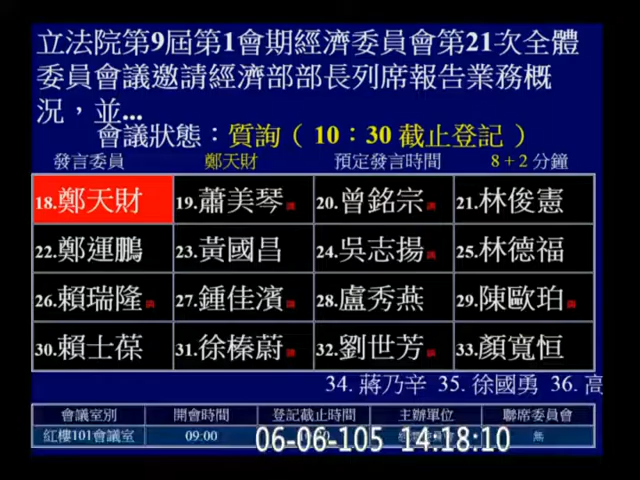 立法院第9屆第1會期經濟委員會第21次全體
委員會議邀請經濟部部長列席報告業務概
況，並...
會議狀態：質詢（10：30截止登記）
發言委員 鄭天財 預定發言時間 8+2分鐘
18.鄭天財 19.蕭美琴 20.曾銘宗 21.林俊憲
22.鄭運鵬 23.黃國昌 24.吳志揚 25.林德福
26.賴瑞隆 27.鍾佳濱 28.盧秀燕 29.陳歐珀
30.賴士葆 31.徐榛蔚 32.劉世芳 33.顏寬恒
34. 蔣乃辛 35. 徐國勇 36. 高
會議室別 開會時間 登記截止時間 主辦單位 聯席委員會
紅樓101會議室 09:00 無
06-06-105 14:18:10